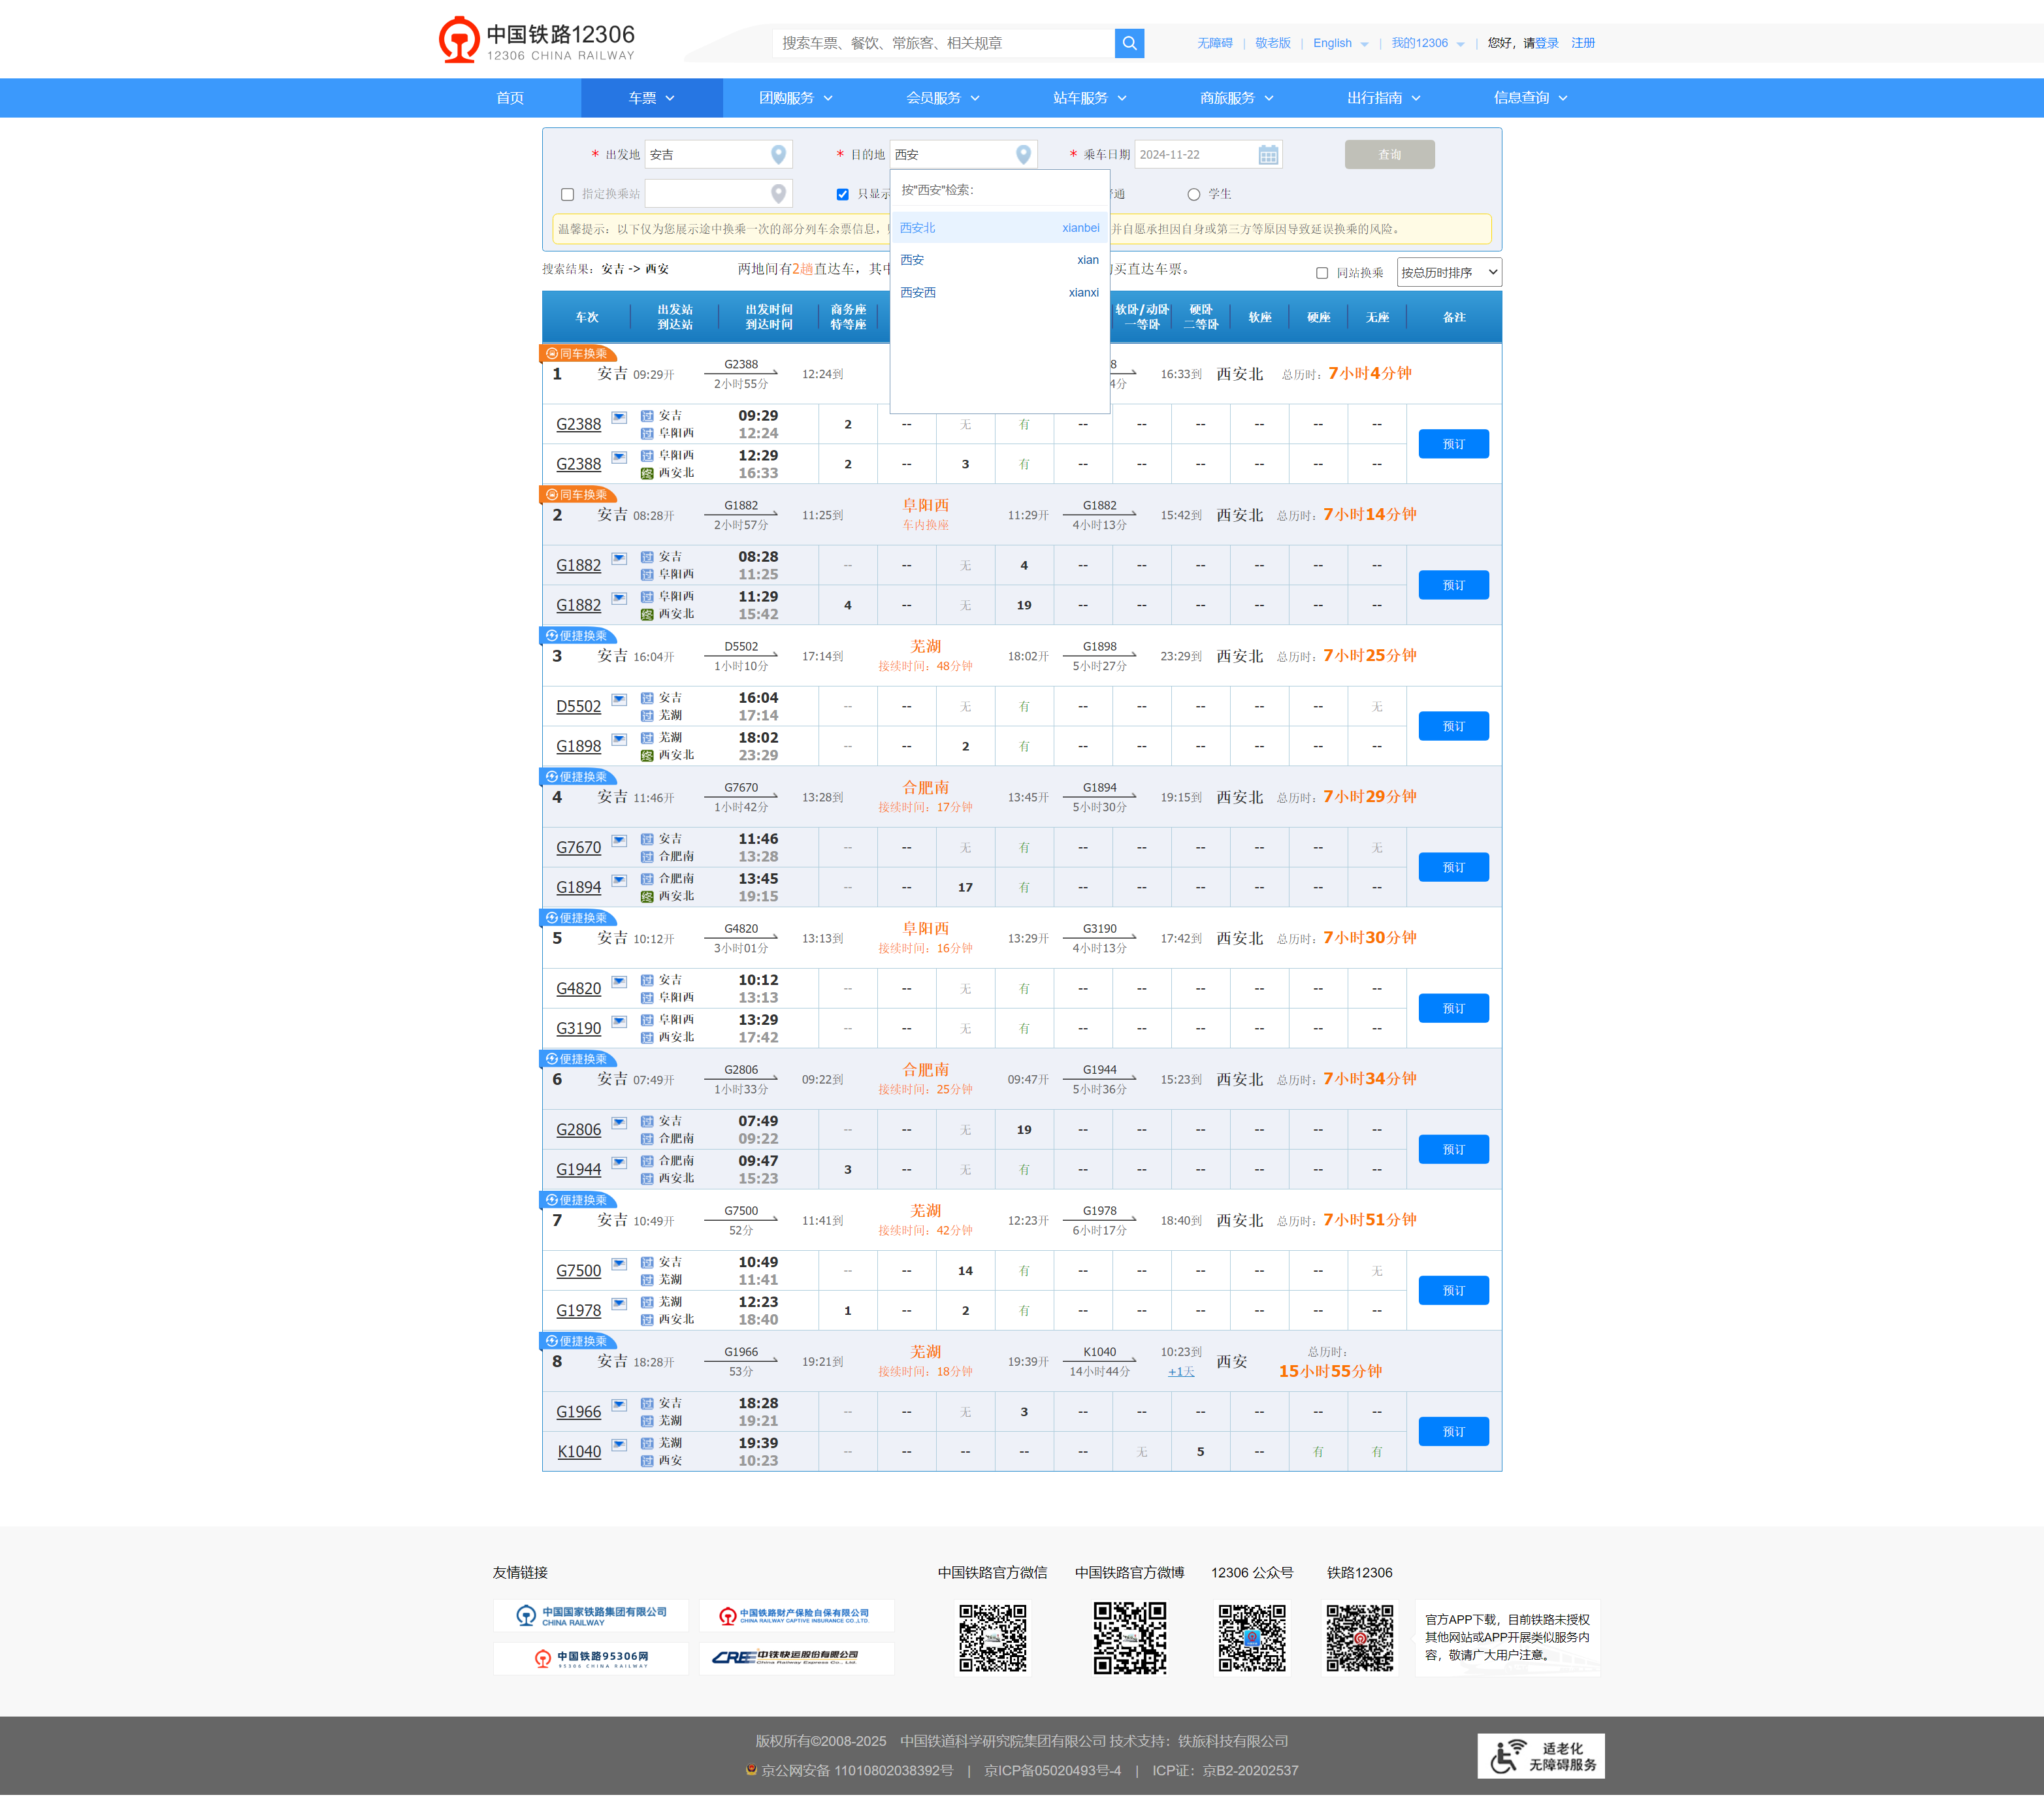 中国铁路12306
12306 CHINA RAILWAY
搜索车票、餐饮、常旅客、相关规章
无障碍 | 敬老版 | English | 我的12306 | 您好，请登录 注册
首页 车票 团购服务 会员服务 站车服务 商旅服务 出行指南 信息查询
* 出发地 安吉 * 目的地 西安 * 乘车日期 2024-11-22 查询
指定换乘站 只显示 通 学生
按"西安"检索：
西安北 xianbei
西安 xian
西安西 xianxi
温馨提示：以下仅为您展示途中换乘一次的部分列车余票信息， 并自愿承担因自身或第三方等原因导致延误换乘的风险。
搜索结果：安吉 -> 西安 两地间有2趟直达车，其中 买直达车票。 同站换乘 按总历时排序
车次 出发站 到达站 出发时间 到达时间 商务座 特等座 软卧/动卧 一等卧 硬卧 二等卧 软座 硬座 无座 备注
同车换乘
1 安吉 09:29开 G2388 2小时55分 12:24到 8 4分 16:33到 西安北 总历时：7小时4分钟
G2388 过 安吉 过 阜阳西 09:29 12:24 2 -- 无 有 -- -- -- -- -- --
G2388 过 阜阳西 终 西安北 12:29 16:33 2 -- 3 有 -- -- -- -- -- --
预订
同车换乘
2 安吉 08:28开 G1882 2小时57分 11:25到 阜阳西 车内换座 11:29开 G1882 4小时13分 15:42到 西安北 总历时：7小时14分钟
G1882 过 安吉 过 阜阳西 08:28 11:25 -- -- 无 4 -- -- -- -- -- --
G1882 过 阜阳西 终 西安北 11:29 15:42 4 -- 无 19 -- -- -- -- -- --
预订
便捷换乘
3 安吉 16:04开 D5502 1小时10分 17:14到 芜湖 接续时间：48分钟 18:02开 G1898 5小时27分 23:29到 西安北 总历时：7小时25分钟
D5502 过 安吉 过 芜湖 16:04 17:14 -- -- 无 有 -- -- -- -- -- 无
G1898 过 芜湖 终 西安北 18:02 23:29 -- -- 2 有 -- -- -- -- -- --
预订
便捷换乘
4 安吉 11:46开 G7670 1小时42分 13:28到 合肥南 接续时间：17分钟 13:45开 G1894 5小时30分 19:15到 西安北 总历时：7小时29分钟
G7670 过 安吉 过 合肥南 11:46 13:28 -- -- 无 有 -- -- -- -- -- 无
G1894 过 合肥南 终 西安北 13:45 19:15 -- -- 17 有 -- -- -- -- -- --
预订
便捷换乘
5 安吉 10:12开 G4820 3小时01分 13:13到 阜阳西 接续时间：16分钟 13:29开 G3190 4小时13分 17:42到 西安北 总历时：7小时30分钟
G4820 过 安吉 过 阜阳西 10:12 13:13 -- -- 无 有 -- -- -- -- -- --
G3190 过 阜阳西 过 西安北 13:29 17:42 -- -- 无 有 -- -- -- -- -- --
预订
便捷换乘
6 安吉 07:49开 G2806 1小时33分 09:22到 合肥南 接续时间：25分钟 09:47开 G1944 5小时36分 15:23到 西安北 总历时：7小时34分钟
G2806 过 安吉 过 合肥南 07:49 09:22 -- -- 无 19 -- -- -- -- -- --
G1944 过 合肥南 过 西安北 09:47 15:23 3 -- 无 有 -- -- -- -- -- --
预订
便捷换乘
7 安吉 10:49开 G7500 52分 11:41到 芜湖 接续时间：42分钟 12:23开 G1978 6小时17分 18:40到 西安北 总历时：7小时51分钟
G7500 过 安吉 过 芜湖 10:49 11:41 -- -- 14 有 -- -- -- -- -- 无
G1978 过 芜湖 过 西安北 12:23 18:40 1 -- 2 有 -- -- -- -- -- --
预订
便捷换乘
8 安吉 18:28开 G1966 53分 19:21到 芜湖 接续时间：18分钟 19:39开 K1040 14小时44分 10:23到 +1天 西安 总历时：15小时55分钟
G1966 过 安吉 过 芜湖 18:28 19:21 -- -- 无 3 -- -- -- -- -- --
K1040 过 芜湖 过 西安 19:39 10:23 -- -- -- -- -- 无 5 -- 有 有
预订
友情链接 中国铁路官方微信 中国铁路官方微博 12306 公众号 铁路12306
中国国家铁路集团有限公司
CHINA RAILWAY
中国铁路财产保险自保有限公司
CHINA RAILWAY CAPTIVE INSURANCE CO.,LTD.
中国铁路95306网
95306 CHINA RAILWAY
CRE 中铁快运股份有限公司
China Railway Express Co., Ltd.
官方APP下载，目前铁路未授权
其他网站或APP开展类似服务内
容，敬请广大用户注意。
版权所有©2008-2025 中国铁道科学研究院集团有限公司 技术支持：铁旅科技有限公司
京公网安备 11010802038392号 | 京ICP备05020493号-4 | ICP证：京B2-20202537
适老化
无障碍服务